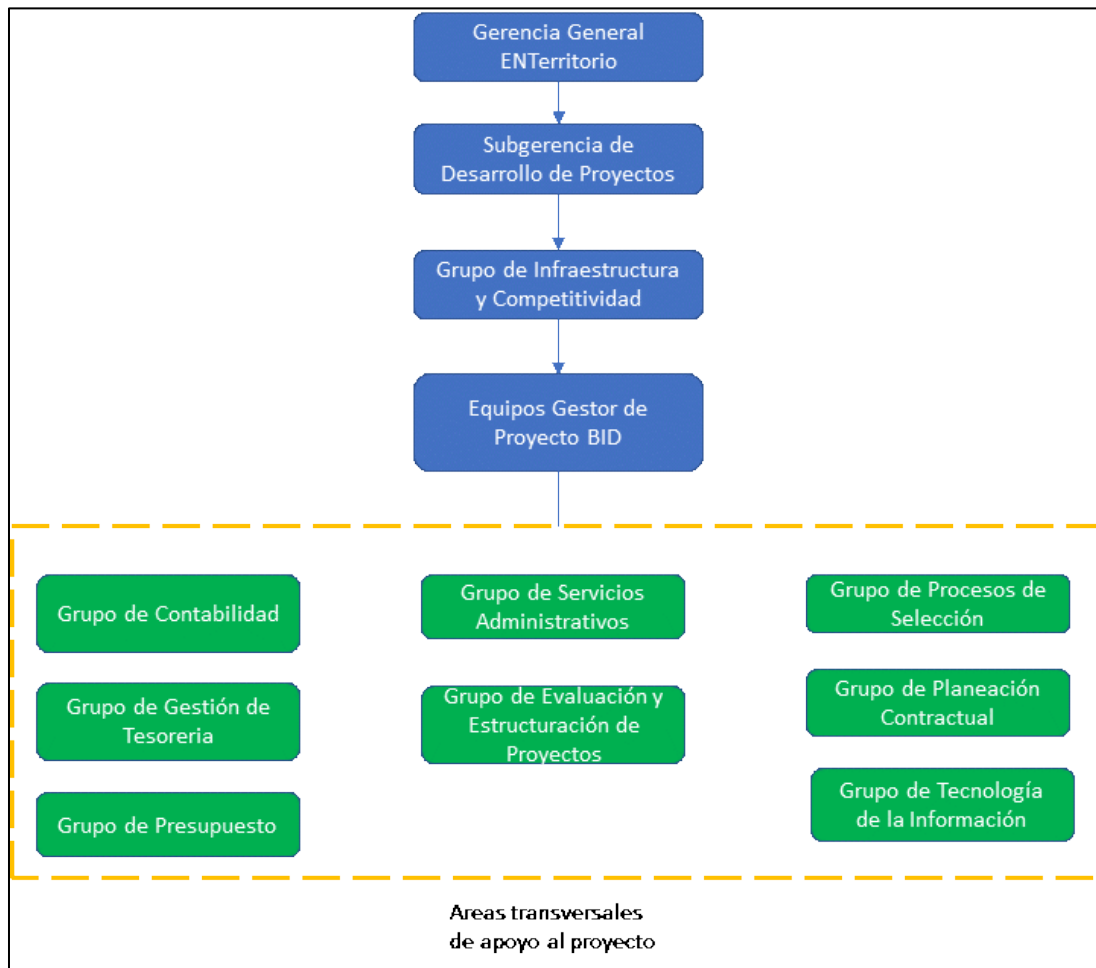 Gerencia General
ENTerritorio
Subgerencia de
Desarrollo de Proyectos
Grupo de Infraestructura
y Competitividad
Equipos Gestor de
Proyecto BID
Grupo de Contabilidad
Grupo de Gestión de
Tesoreria
Grupo de Presupuesto
Grupo de Servicios
Administrativos
Grupo de Evaluación y
Estructuración de
Proyectos
Grupo de Procesos de
Selección
Grupo de Planeación
Contractual
Grupo de Tecnología
de la Información
Areas transversales
de apoyo al proyecto